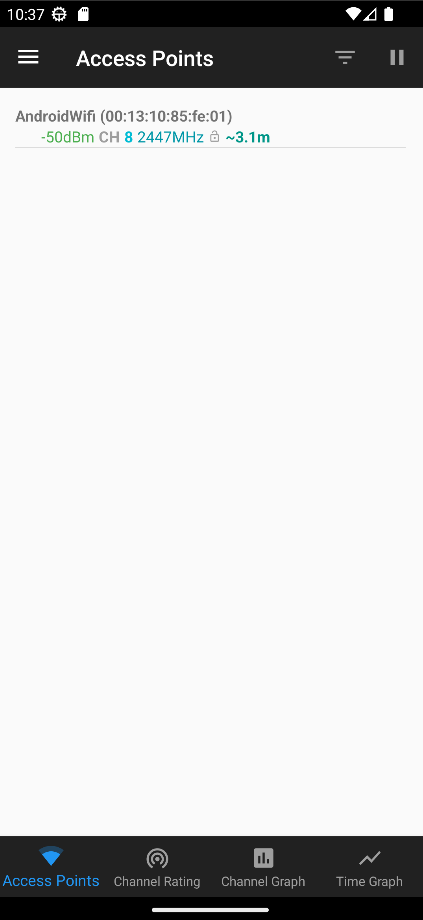 10:37
Access Points
AndroidWifi (00:13:10:85:fe:01)
-50dBm CH 8 2447MHz ~3.1m
Access Points
Channel Rating
Channel Graph
Time Graph